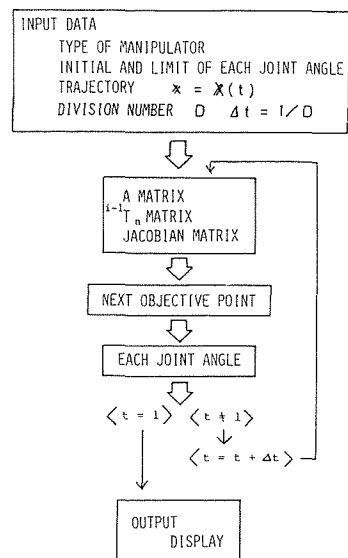 INPUT DATA
TYPE OF MANIPULATOR
INITIAL AND LIMIT OF EACH JOINT ANGLE
TRAJECTORY x = X(t)
DIVISION NUMBER D Δt = 1/D
A MATRIX
i-1Tn MATRIX
JACOBIAN MATRIX
NEXT OBJECTIVE POINT
EACH JOINT ANGLE
〈t = 1〉 〈t ≠ 1〉
〈t = t + Δt〉
OUTPUT
DISPLAY